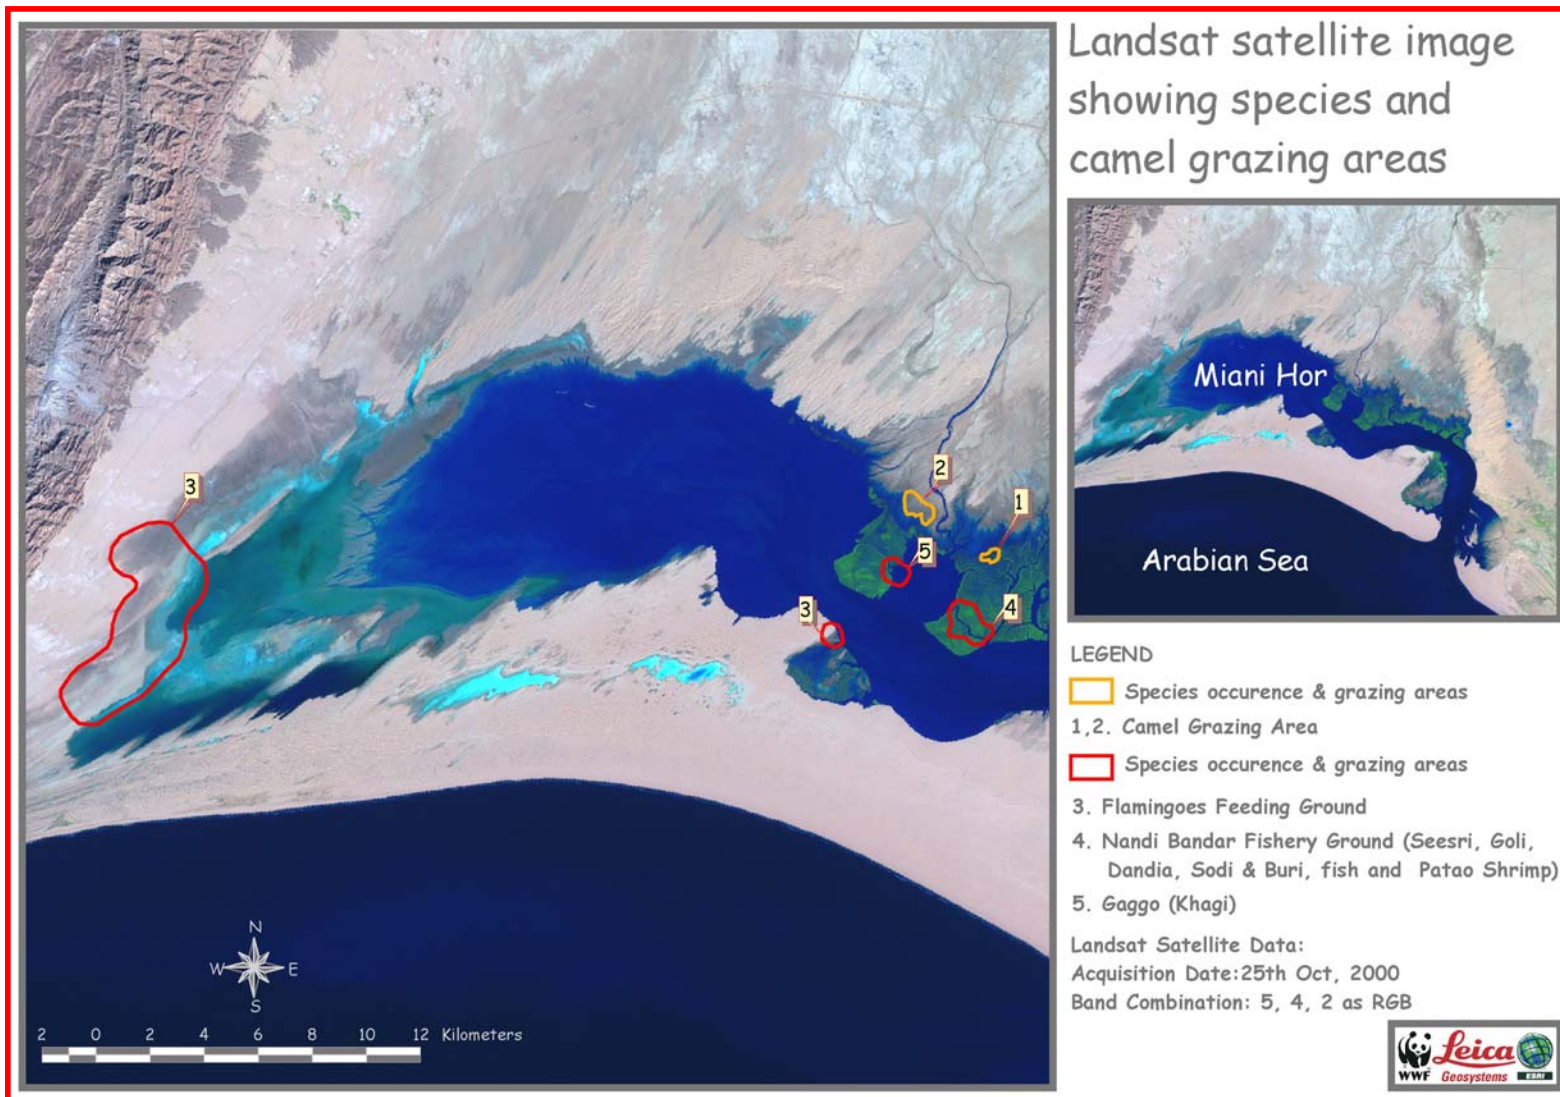 Landsat satellite image
showing species and
camel grazing areas
3
2
1
5
3
4
N
W E
S
2 0 2 4 6 8 10 12 Kilometers
Miani Hor
Arabian Sea
LEGEND
Species occurence & grazing areas
1,2. Camel Grazing Area
Species occurence & grazing areas
3. Flamingoes Feeding Ground
4. Nandi Bandar Fishery Ground (Seesri, Goli,
Dandia, Sodi & Buri, fish and Patao Shrimp)
5. Gaggo (Khagi)
Landsat Satellite Data:
Acquisition Date:25th Oct, 2000
Band Combination: 5, 4, 2 as RGB
WWF Leica Geosystems ESRI